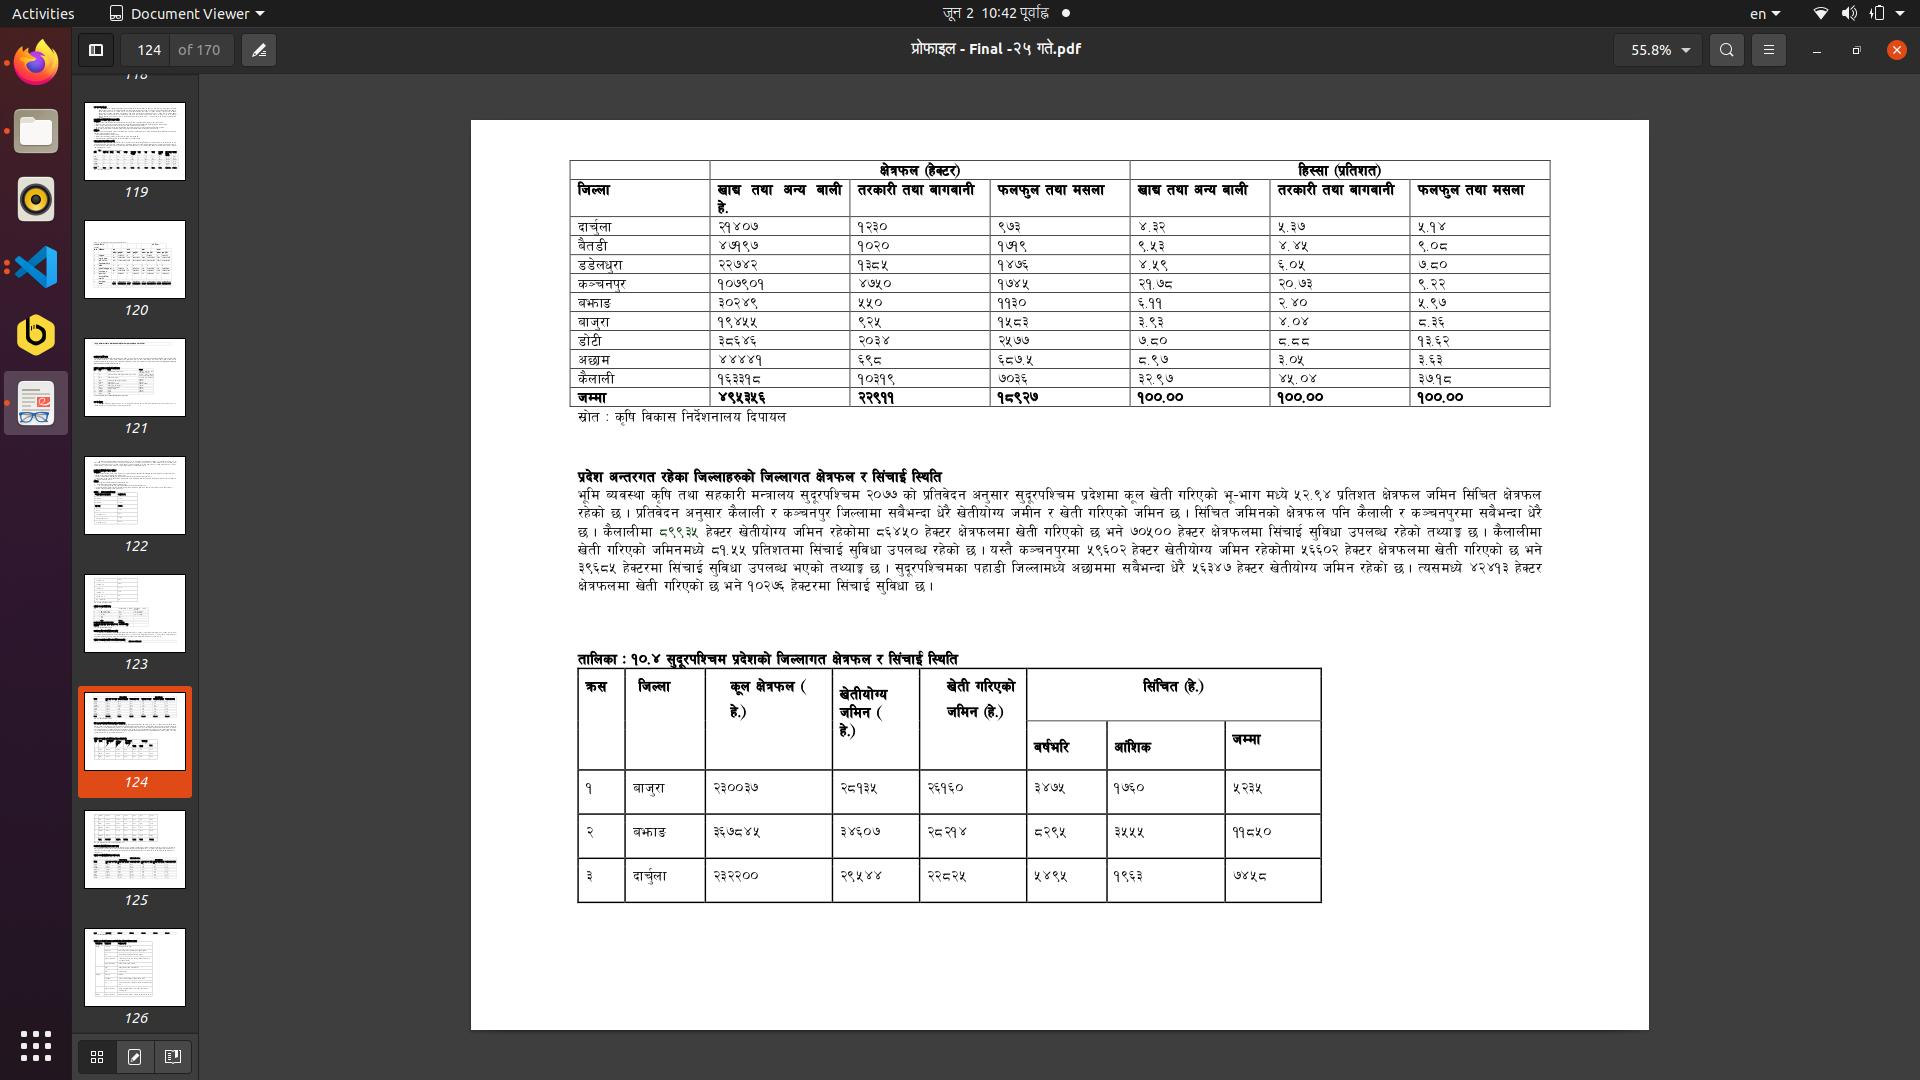 Activities Document Viewer जून 2 10:42 पूर्वाह्न en
124 of 170 प्रोफाइल - Final -२५ गते.pdf 55.8%
118
119
120
121
122
123
124
125
126
क्षेत्रफल (हेक्टर) हिस्सा (प्रतिशत)
जिल्ला खाद्य तथा अन्य बाली हे. तरकारी तथा बागबानी फलफुल तथा मसला खाद्य तथा अन्य बाली तरकारी तथा बागबानी फलफुल तथा मसला
दार्चुला २१४०७ १२३० ९७३ ४.३२ ५.३७ ५.१४
बैतडी ४७१९७ १०२० १७१९ ९.५३ ४.४५ ९.०८
डडेलधुरा २२७४२ १३८५ १४७६ ४.५९ ६.०५ ७.८०
कञ्चनपुर १०७९०१ ४७५० १७४५ २१.७८ २०.७३ ९.२२
बझाङ ३०२४९ ५५० ११३० ६.११ २.४० ५.९७
बाजुरा १९४५५ ९२५ १५८३ ३.९३ ४.०४ ८.३६
डोटी ३८६४६ २०३४ २५७७ ७.८० ८.८८ १३.६२
अछाम ४४४४१ ६९८ ६८७.५ ८.९७ ३.०५ ३.६३
कैलाली १६३३१८ १०३१९ ७०३६ ३२.९७ ४५.०४ ३७.१८
जम्मा ४९५३५६ २२९११ १८९२७ १००.०० १००.०० १००.००
स्रोत : कृषि विकास निर्देशनालय दिपायल
प्रदेश अन्तरगत रहेका जिल्लाहरुको जिल्लागत क्षेत्रफल र सिंचाई स्थिति
भूमि व्यवस्था कृषि तथा सहकारी मन्त्रालय सुदूरपश्चिम २०७७ को प्रतिवेदन अनुसार सुदूरपश्चिम प्रदेशमा कूल खेती गरिएको भू-भाग मध्ये ५२.९४ प्रतिशत क्षेत्रफल जमिन सिंचित क्षेत्रफल
रहेको छ । प्रतिवेदन अनुसार कैलाली र कञ्चनपुर जिल्लामा सबैभन्दा धेरै खेतीयोग्य जमीन र खेती गरिएको जमिन छ । सिंचित जमिनको क्षेत्रफल पनि कैलाली र कञ्चनपुरमा सबैभन्दा धेरै
छ । कैलालीमा ८९९३५ हेक्टर खेतीयोग्य जमिन रहेकोमा ८६४५० हेक्टर क्षेत्रफलमा खेती गरिएको छ भने ७०५०० हेक्टर क्षेत्रफलमा सिंचाई सुविधा उपलब्ध रहेको तथ्याङ्क छ । कैलालीमा
खेती गरिएको जमिनमध्ये ८१.५५ प्रतिशतमा सिंचाई सुविधा उपलब्ध रहेको छ । यस्तै कञ्चनपुरमा ५९६०२ हेक्टर खेतीयोग्य जमिन रहेकोमा ५६६०२ हेक्टर क्षेत्रफलमा खेती गरिएको छ भने
३९६८५ हेक्टरमा सिंचाई सुविधा उपलब्ध भएको तथ्याङ्क छ । सुदूरपश्चिमका पहाडी जिल्लामध्ये अछाममा सबैभन्दा धेरै ५६३४७ हेक्टर खेतीयोग्य जमिन रहेको छ । त्यसमध्ये ४२४१३ हेक्टर
क्षेत्रफलमा खेती गरिएको छ भने १०२७६ हेक्टरमा सिंचाई सुविधा छ ।
तालिका : १०.४ सुदूरपश्चिम प्रदेशको जिल्लागत क्षेत्रफल र सिंचाई स्थिति
क्रस जिल्ला कूल क्षेत्रफल ( हे.) खेतीयोग्य जमिन ( हे.) खेती गरिएको जमिन (हे.) सिंचित (हे.)
बर्षभरि आंशिक जम्मा
१ बाजुरा २३००३७ २८१३५ २६१६० ३४७५ १७६० ५२३५
२ बझाङ ३६७८४५ ३४६०७ २८२१४ ८२९५ ३५५५ ११८५०
३ दार्चुला २३२२०० २९५४४ २२८२५ ५४९५ १९६३ ७४५८